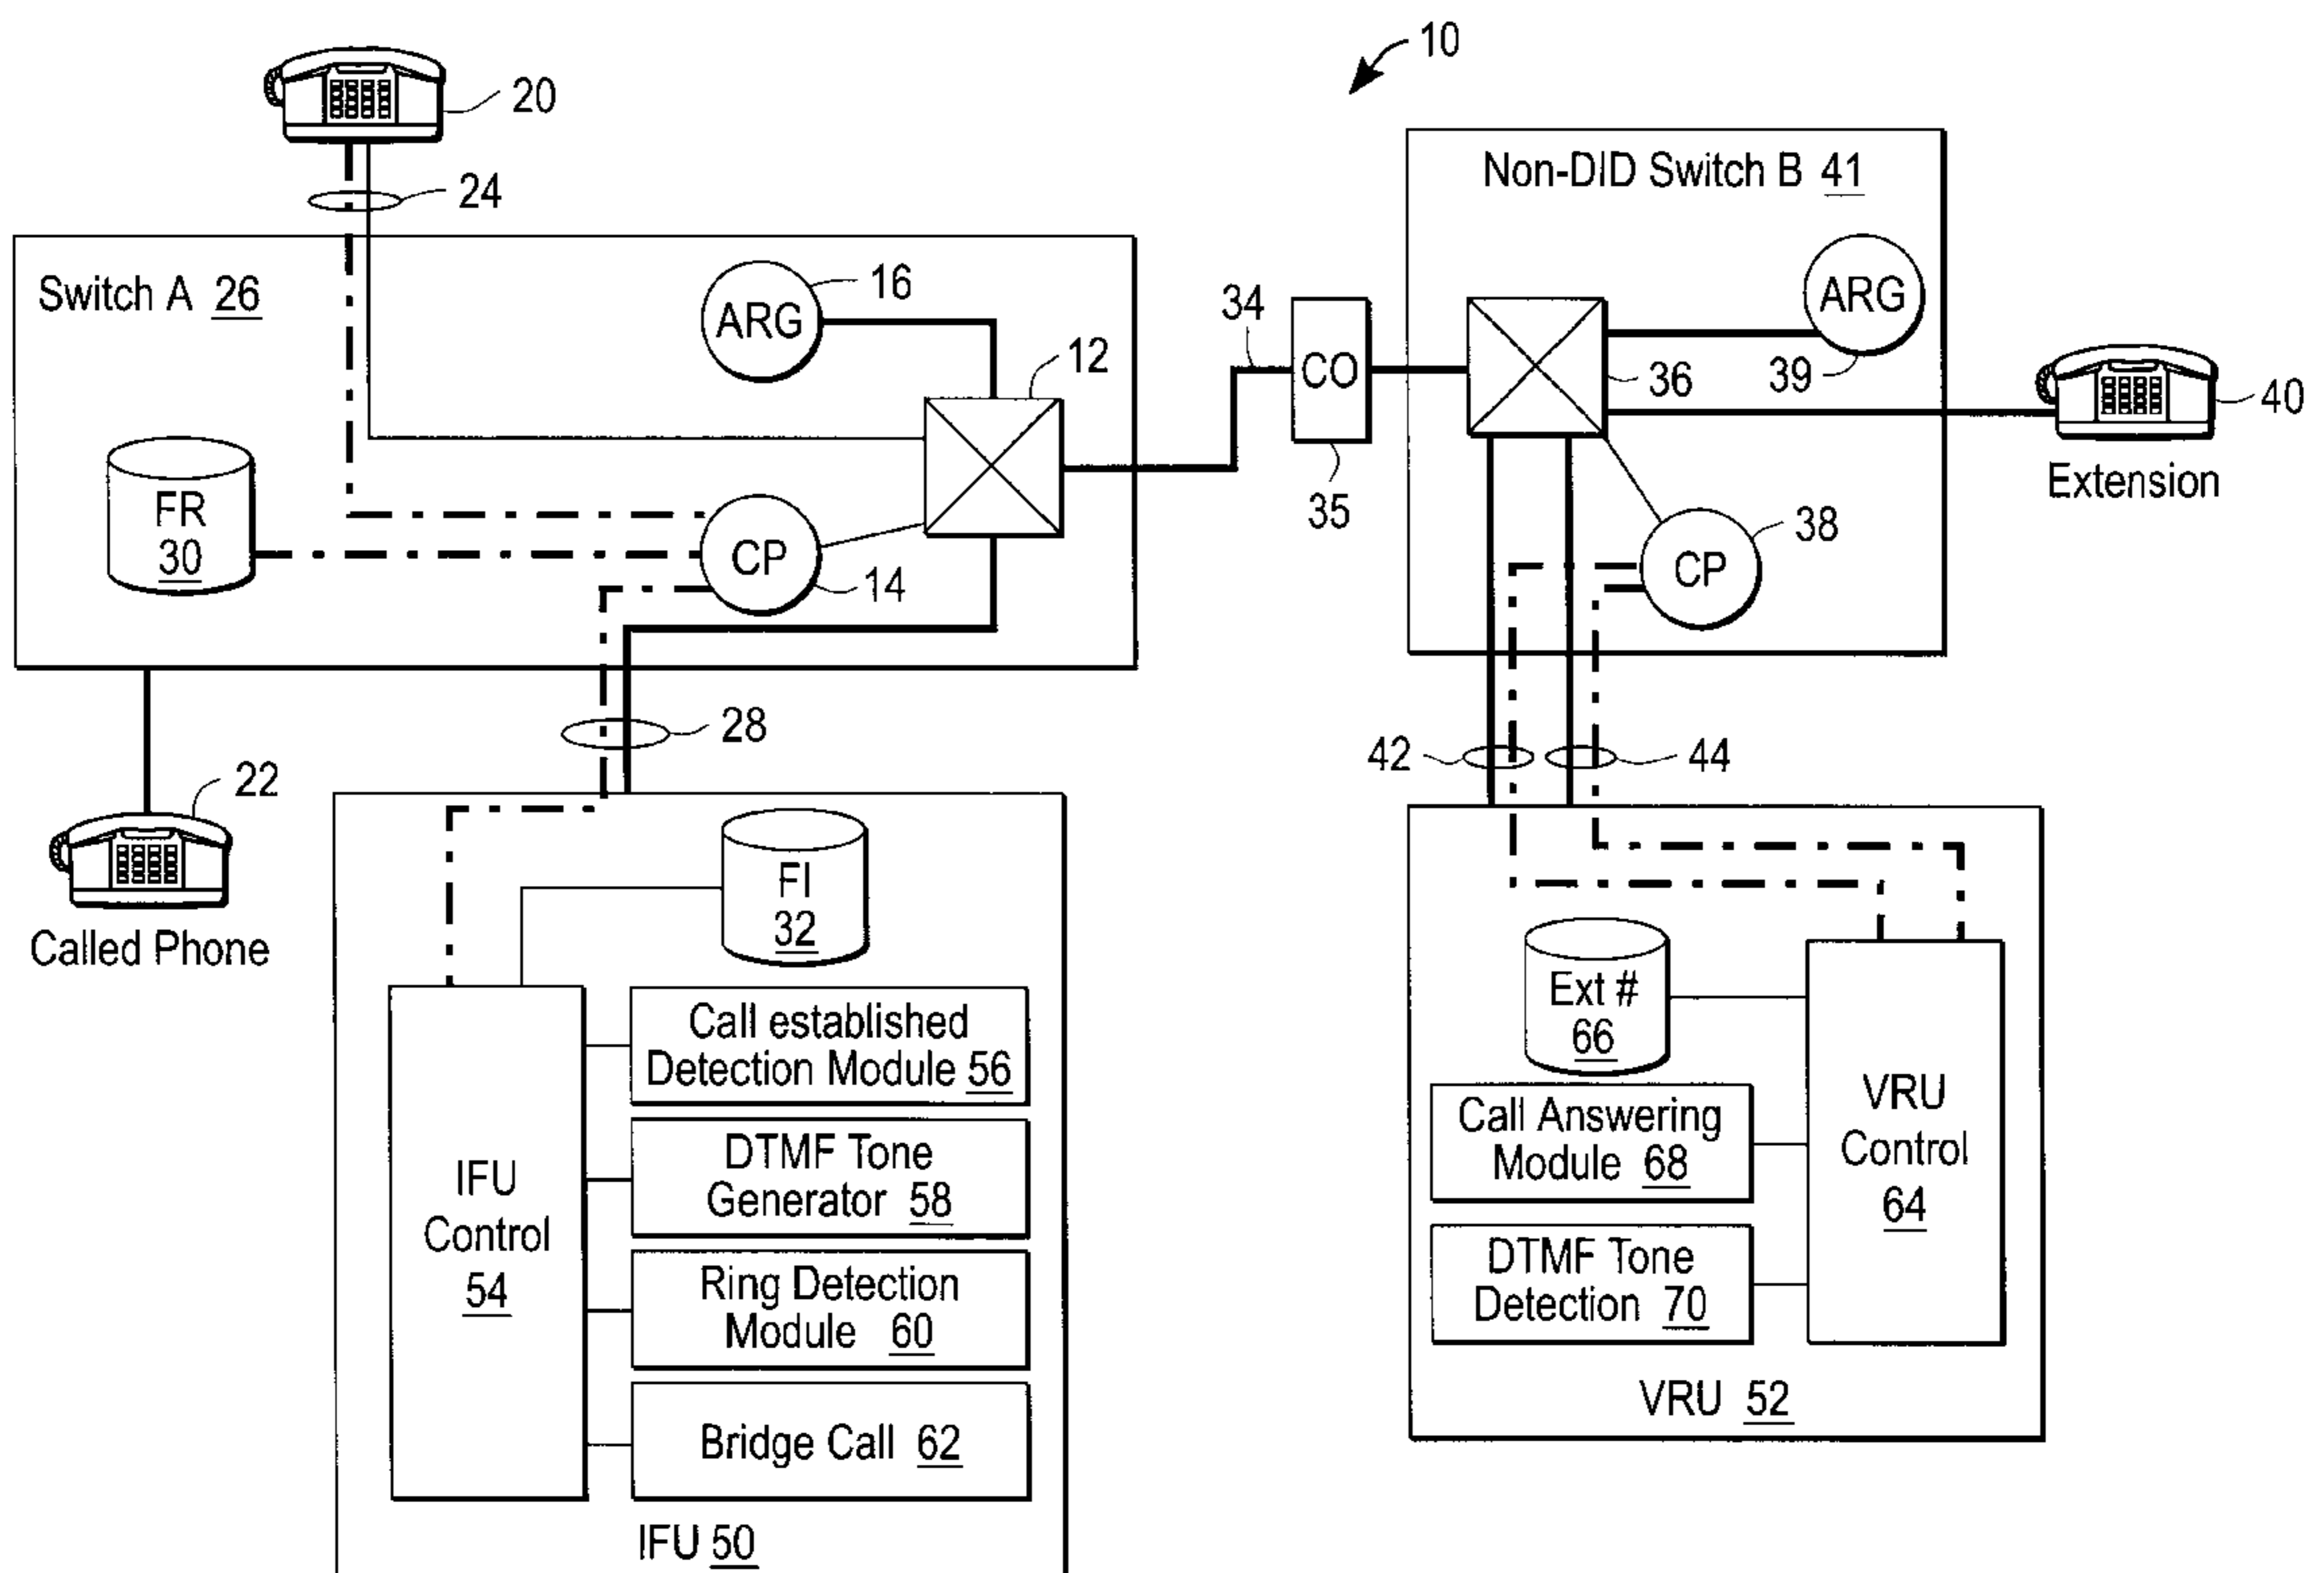 10
20
24
Non-DID Switch B 41
Switch A 26
ARG
16
12
34
CO
35
36
ARG
39
40
Extension
FR
30
CP
14
CP
38
28
42
44
22
Called Phone
FI
32
IFU
Control
54
Call established
Detection Module 56
DTMF Tone
Generator 58
Ring Detection
Module 60
Bridge Call 62
IFU 50
Ext #
66
Call Answering
Module 68
DTMF Tone
Detection 70
VRU
Control
64
VRU 52